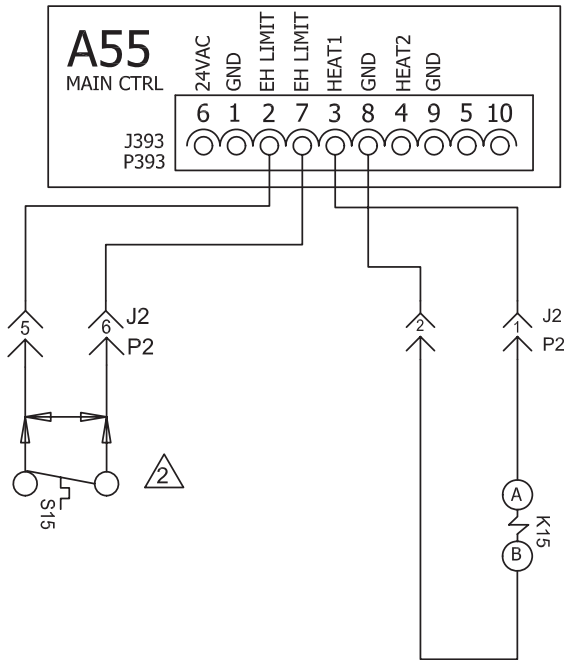 A55
MAIN CTRL
24VAC
GND
EH LIMIT
EH LIMIT
HEAT1
GND
HEAT2
GND
6 1 2 7 3 8 4 9 5 10
J393
P393
5
6
J2
P2
2
1
J2
P2
2
S15
A
B
K15